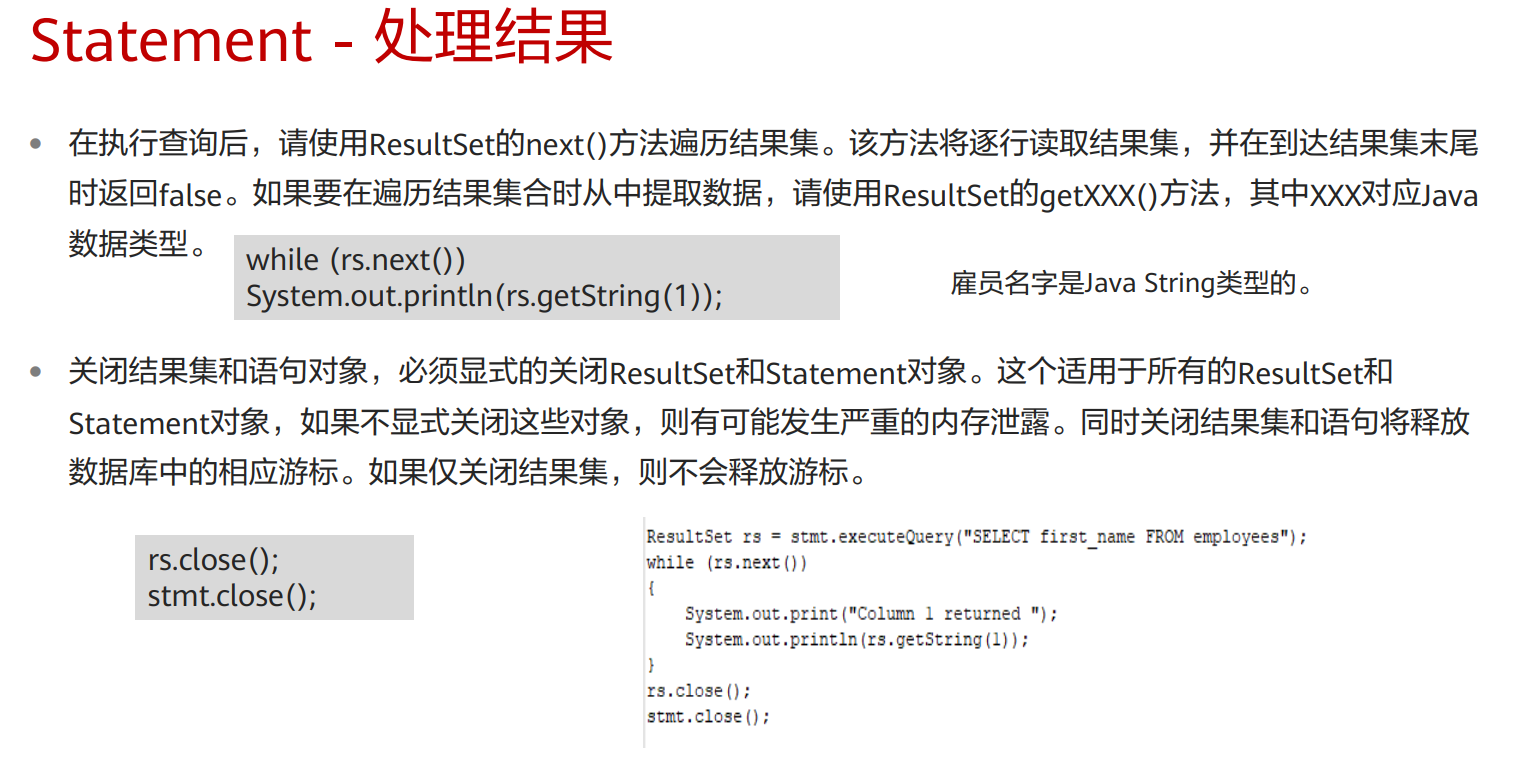 Statement - 处理结果
• 在执行查询后，请使用ResultSet的next()方法遍历结果集。该方法将逐行读取结果集，并在到达结果集末尾
时返回false。如果要在遍历结果集合时从中提取数据，请使用ResultSet的getXXX()方法，其中XXX对应Java
数据类型。
while (rs.next())
System.out.println(rs.getString(1));
雇员名字是Java String类型的。
• 关闭结果集和语句对象，必须显式的关闭ResultSet和Statement对象。这个适用于所有的ResultSet和
Statement对象，如果不显式关闭这些对象，则有可能发生严重的内存泄露。同时关闭结果集和语句将释放
数据库中的相应游标。如果仅关闭结果集，则不会释放游标。
rs.close();
stmt.close();
ResultSet rs = stmt.executeQuery("SELECT first_name FROM employees");
while (rs.next())
{
    System.out.print("Column 1 returned ");
    System.out.println(rs.getString(1));
}
rs.close();
stmt.close();